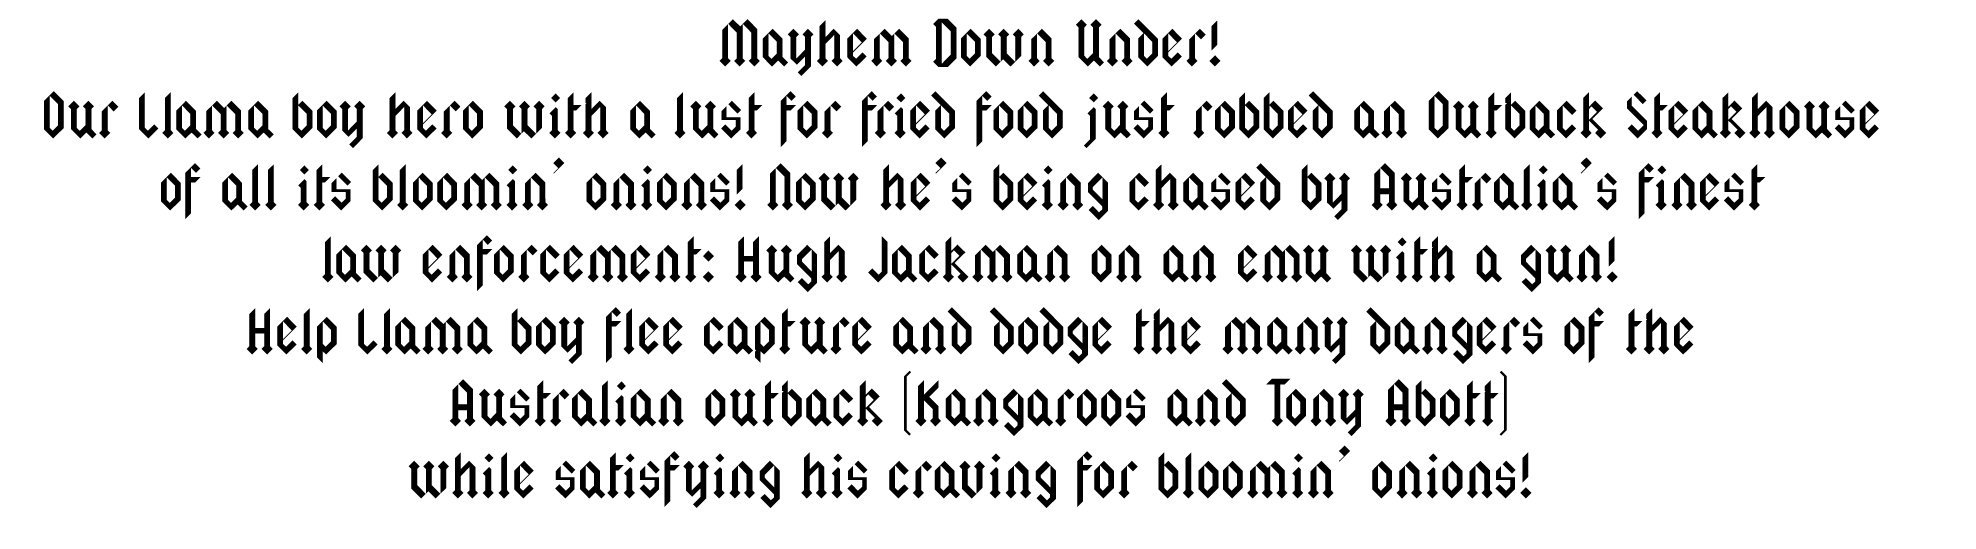 Mayhem Down Under!
Our Llama boy hero with a lust for fried food just robbed an Outback Steakhouse
of all its bloomin' onions! Now he's being chased by Australia's finest
law enforcement: Hugh Jackman on an emu with a gun!
Help Llama boy flee capture and dodge the many dangers of the
Australian outback (Kangaroos and Tony Abott)
while satisfying his craving for bloomin' onions!